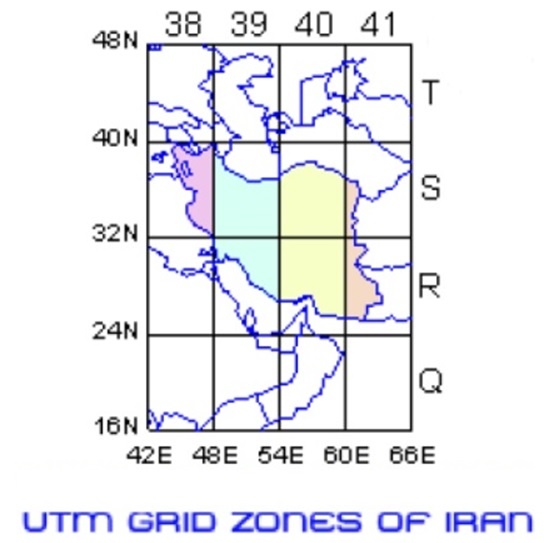 38 39 40 41
48N
T
40N
S
32N
R
24N
Q
16N
42E 48E 54E 60E 66E
UTM GRID ZONES OF IRAN